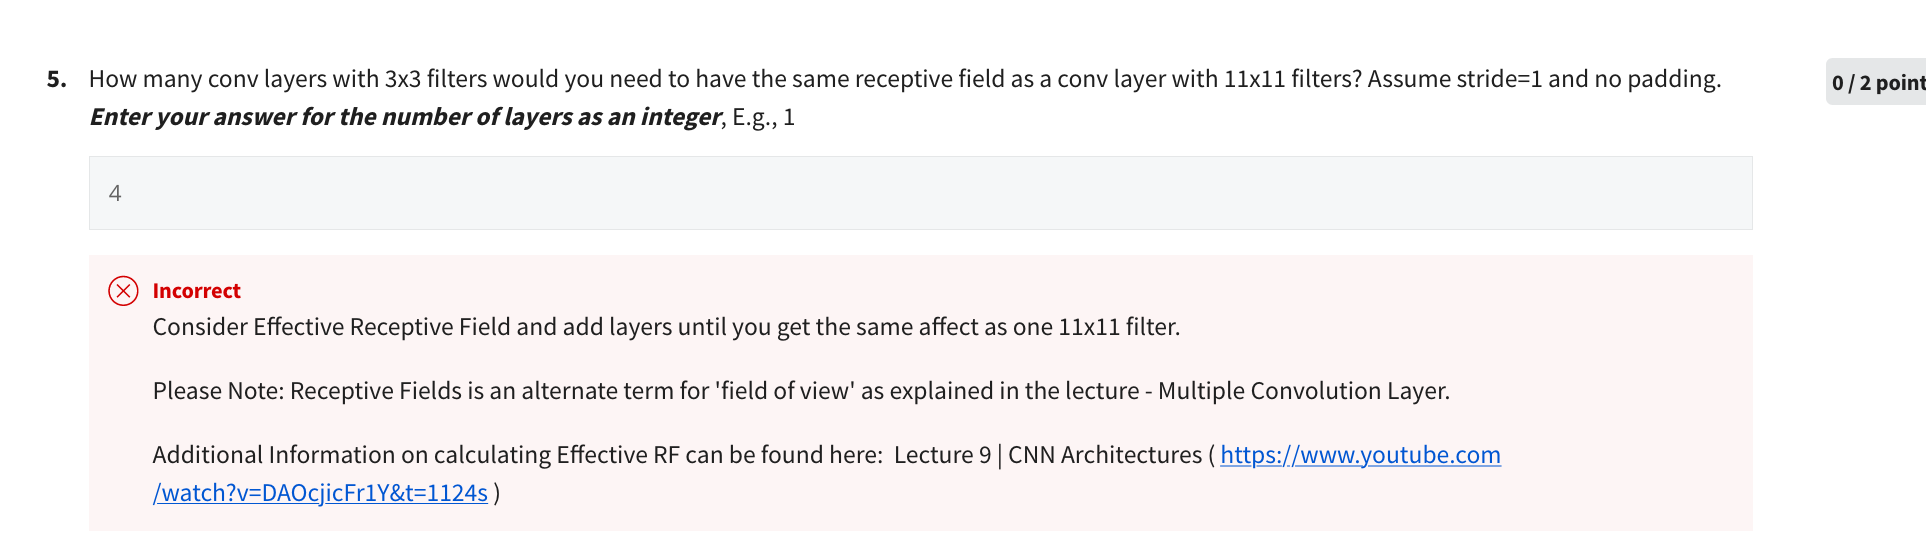 5. How many conv layers with 3x3 filters would you need to have the same receptive field as a conv layer with 11x11 filters? Assume stride=1 and no padding.
0 / 2 point
Enter your answer for the number of layers as an integer, E.g., 1
4
Incorrect
Consider Effective Receptive Field and add layers until you get the same affect as one 11x11 filter.
Please Note: Receptive Fields is an alternate term for 'field of view' as explained in the lecture - Multiple Convolution Layer.
Additional Information on calculating Effective RF can be found here: Lecture 9 | CNN Architectures ( https://www.youtube.com
/watch?v=DAOcjicFr1Y&t=1124s )